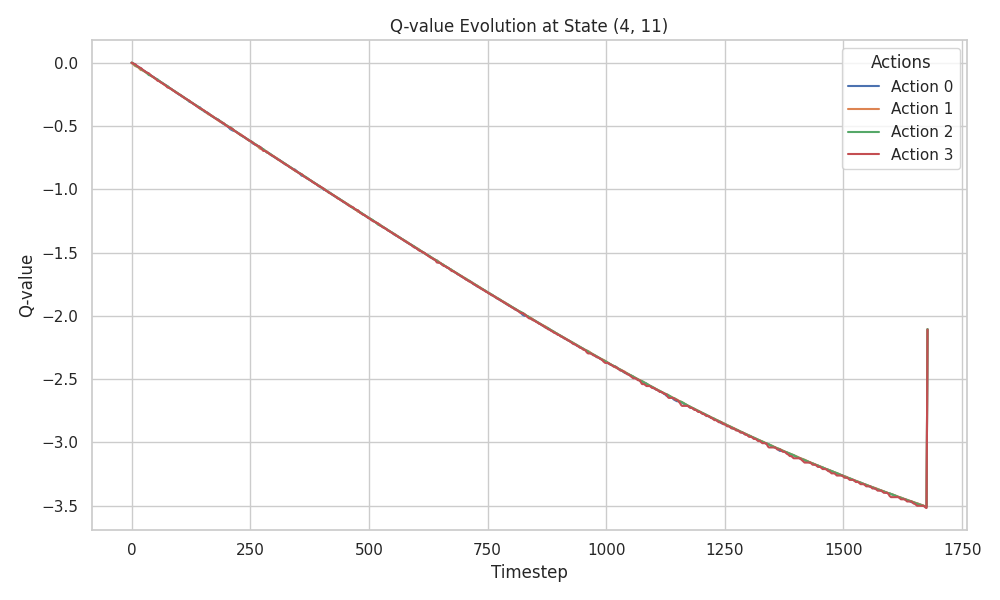 Q-value Evolution at State (4, 11)
Actions
Action 0
Action 1
Action 2
Action 3
Q-value
0.0
−0.5
−1.0
−1.5
−2.0
−2.5
−3.0
−3.5
0 250 500 750 1000 1250 1500 1750
Timestep